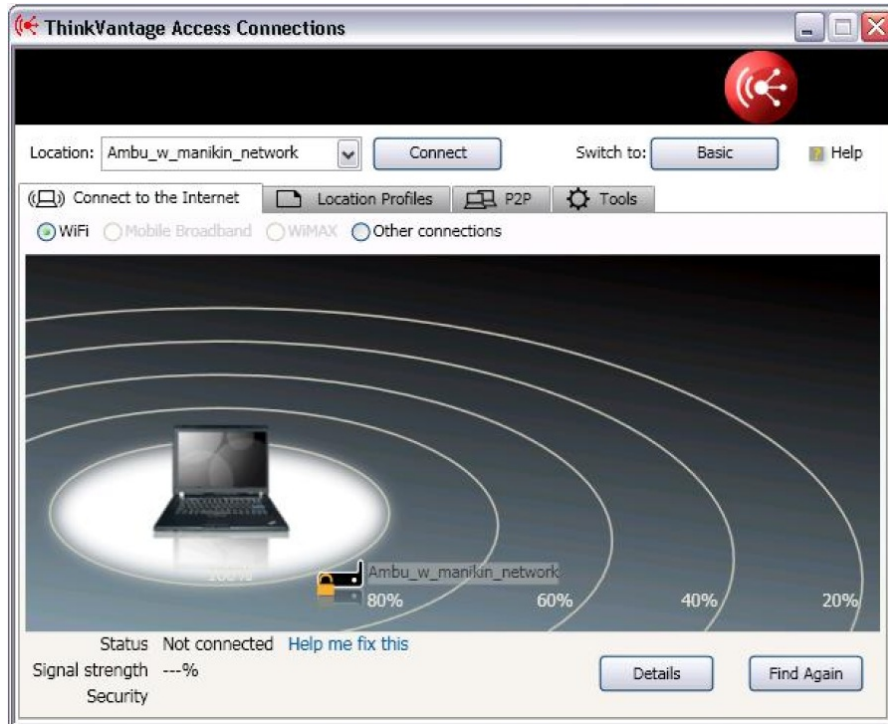 ThinkVantage Access Connections
Location: Ambu_w_manikin_network Connect Switch to: Basic Help
Connect to the Internet Location Profiles P2P Tools
WiFi Mobile Broadband WiMAX Other connections
Ambu_w_manikin_network
100% 80% 60% 40% 20%
Status Not connected Help me fix this
Signal strength ---%
Security
Details Find Again